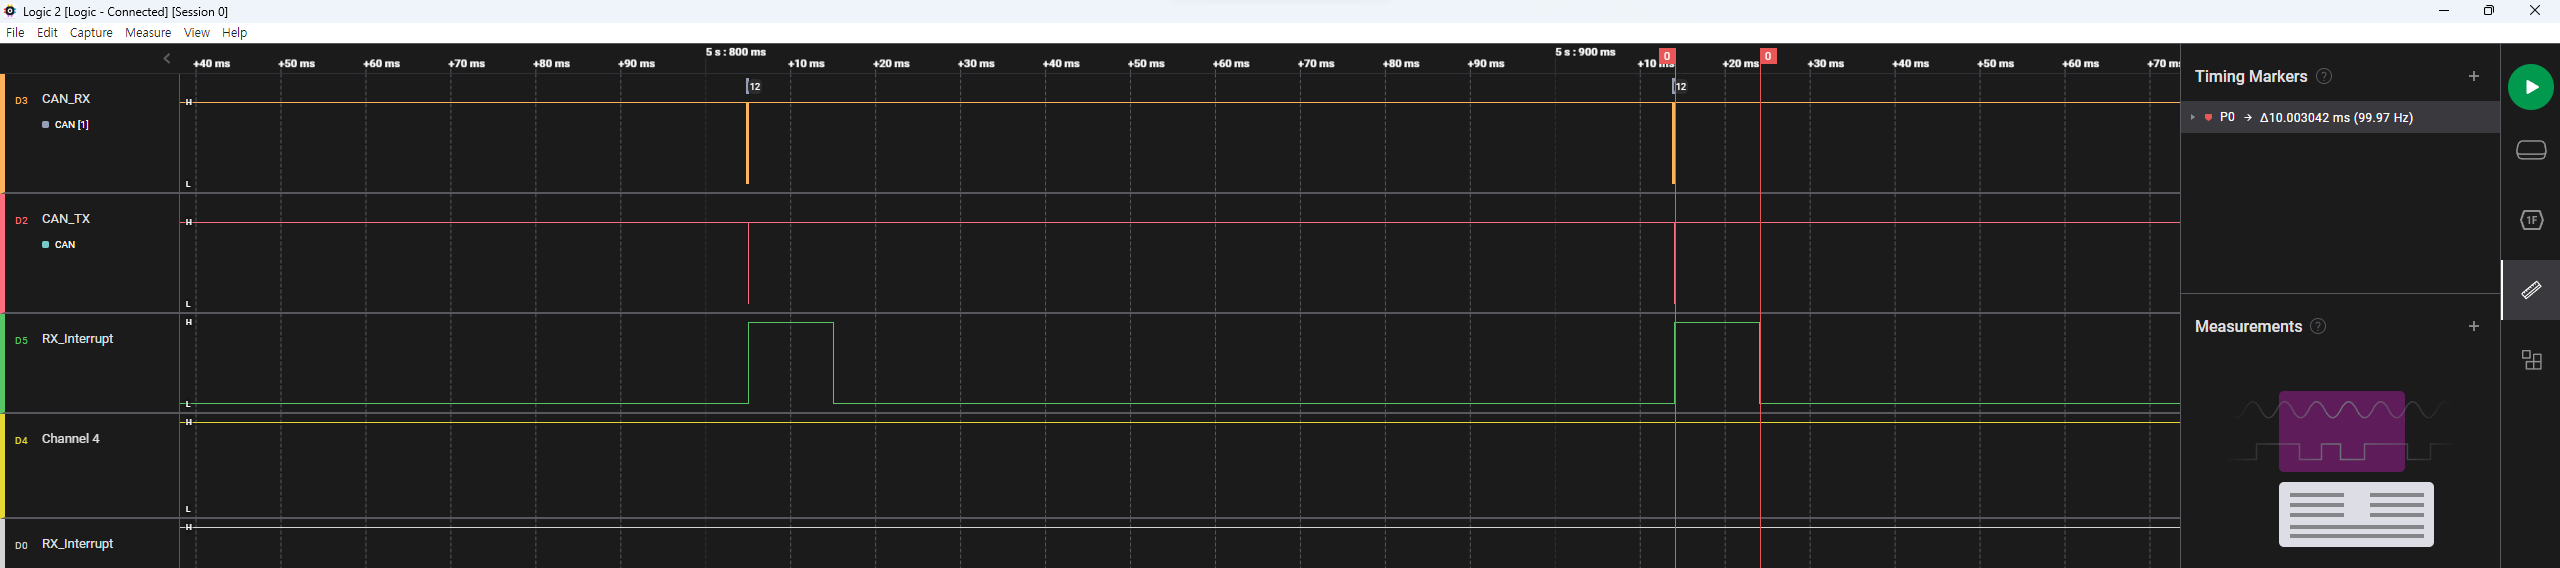 Logic 2 [Logic - Connected] [Session 0]
File Edit Capture Measure View Help
5 s : 800 ms 5 s : 900 ms
+40 ms +50 ms +60 ms +70 ms +80 ms +90 ms +10 ms +20 ms +30 ms +40 ms +50 ms +60 ms +70 ms +80 ms +90 ms +10 ms 0 +20 ms 0 +30 ms +40 ms +50 ms +60 ms +70 ms
12 12
D3 CAN_RX H
CAN [1]
L
D2 CAN_TX H
CAN
L
H
D5 RX_Interrupt
L
H
D4 Channel 4
L
H
D0 RX_Interrupt
Timing Markers ? +
P0 → Δ10.003042 ms (99.97 Hz)
Measurements ? +
1F